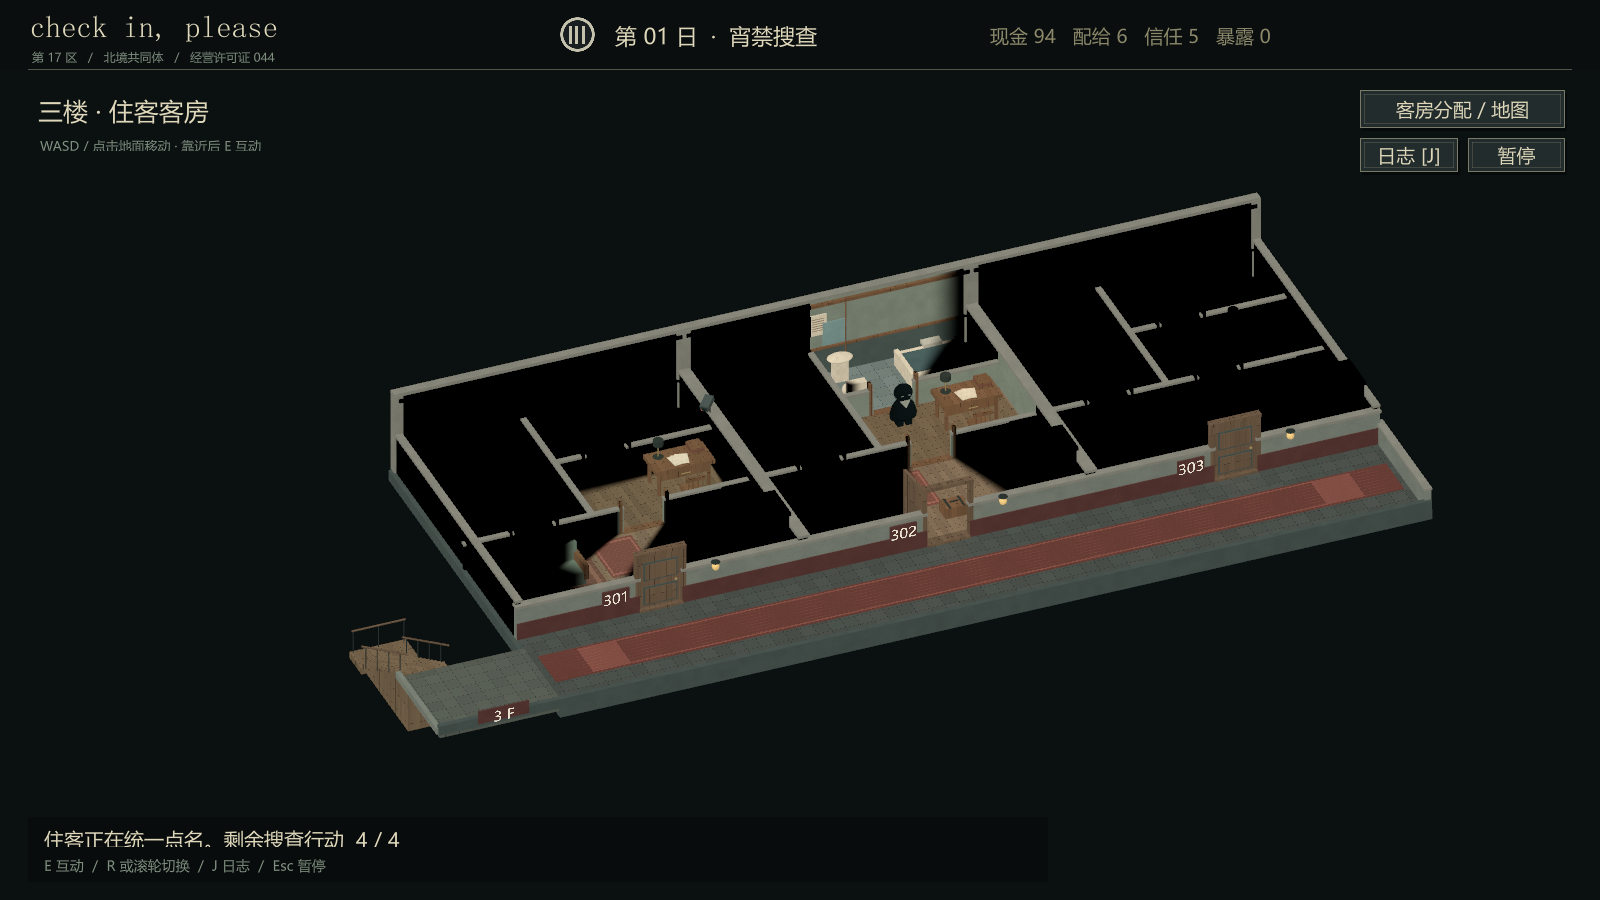 check in, please
第 17 区 / 北境共同体 / 经营许可证 044
第 01 日 · 宵禁搜查
现金 94 配给 6 信任 5 暴露 0
三楼 · 住客客房
WASD / 点击地面移动 · 靠近后 E 互动
客房分配 / 地图
日志 [J]
暂停
303
302
301
3 F
住客正在统一点名。剩余搜查行动 4 / 4
E 互动 / R 或滚轮切换 / J 日志 / Esc 暂停